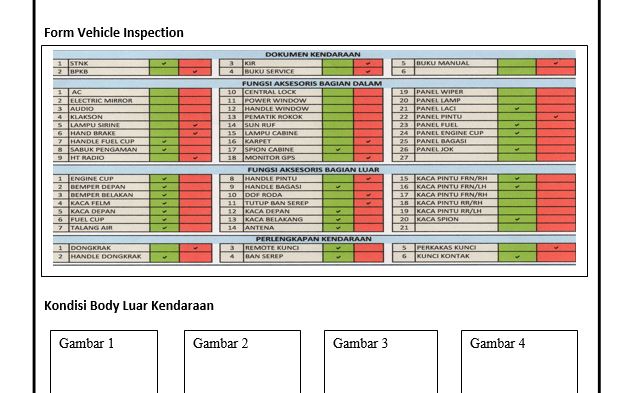 Form Vehicle Inspection
DOKUMEN KENDARAAN
1 STNK ✓ 3 KIR ✓ 5 BUKU MANUAL ✓
2 BPKB ✓ 4 BUKU SERVICE ✓ 6
FUNGSI AKSESORIS BAGIAN DALAM
1 AC 10 CENTRAL LOCK 19 PANEL WIPER
2 ELECTRIC MIRROR 11 POWER WINDOW 20 PANEL LAMP
3 AUDIO 12 HANDLE WINDOW 21 PANEL LACI ✓
4 KLAKSON 13 PEMATIK ROKOK 22 PANEL PINTU ✓
5 LAMPU SIRINE ✓ 14 SUN RUF 23 PANEL FUEL ✓
6 HAND BRAKE ✓ 15 LAMPU CABINE 24 PANEL ENGINE CUP ✓
7 HANDLE FUEL CUP ✓ 16 KARPET ✓ 25 PANEL BAGASI
8 SABUK PENGAMAN ✓ 17 SPION CABINE ✓ 26 PANEL JOK ✓
9 HT RADIO ✓ 18 MONITOR GPS ✓ 27
FUNGSI AKSESORIS BAGIAN LUAR
1 ENGINE CUP ✓ 8 HANDLE PINTU ✓ 15 KACA PINTU FRN/RH ✓
2 BEMPER DEPAN ✓ 9 HANDLE BAGASI ✓ 16 KACA PINTU FRN/LH ✓
3 BEMPER BELAKAN ✓ 10 DOF RODA ✓ 17 KACA PINTU FRN/RH
4 KACA FELM ✓ 11 TUTUP BAN SEREP ✓ 18 KACA PINTU RR/RH
5 KACA DEPAN ✓ 12 KACA DEPAN ✓ 19 KACA PINTU RR/LH
6 FUEL CUP ✓ 13 KACA BELAKANG ✓ 20 KACA SPION ✓
7 TALANG AIR ✓ 14 ANTENA ✓ 21
PERLENGKAPAN KENDARAAN
1 DONGKRAK ✓ 3 REMOTE KUNCI ✓ 5 PERKAKAS KUNCI ✓
2 HANDLE DONGKRAK ✓ 4 BAN SEREP ✓ 6 KUNCI KONTAK ✓
Kondisi Body Luar Kendaraan
Gambar 1 Gambar 2 Gambar 3 Gambar 4